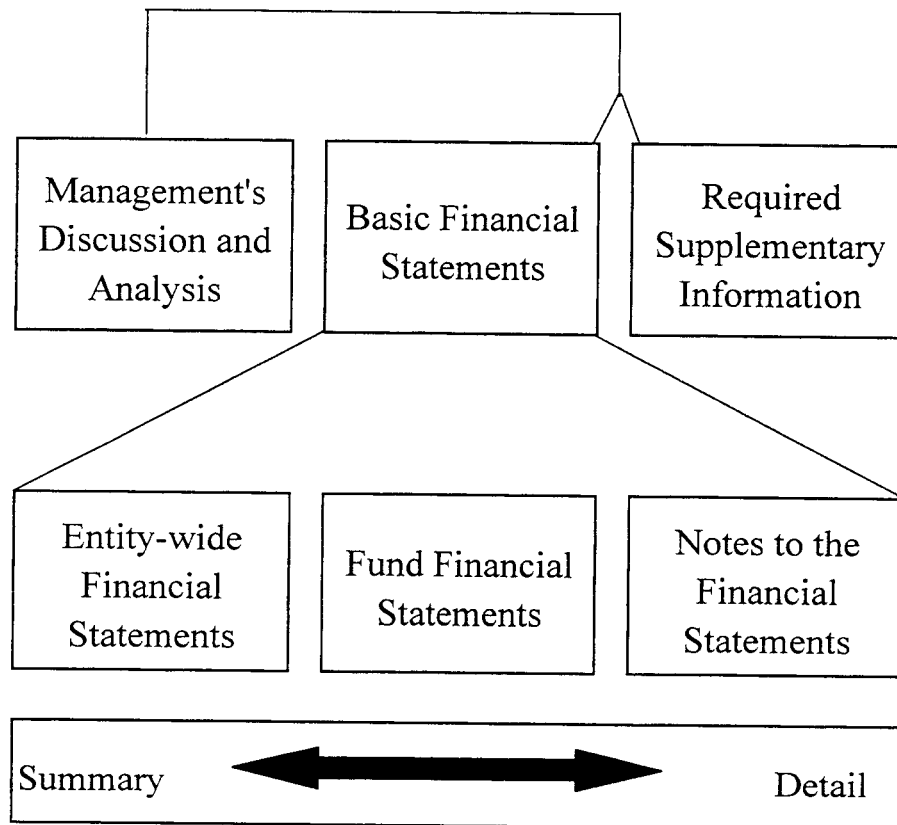 Management's
Discussion and
Analysis
Basic Financial
Statements
Required
Supplementary
Information
Entity-wide
Financial
Statements
Fund Financial
Statements
Notes to the
Financial
Statements
Summary
Detail